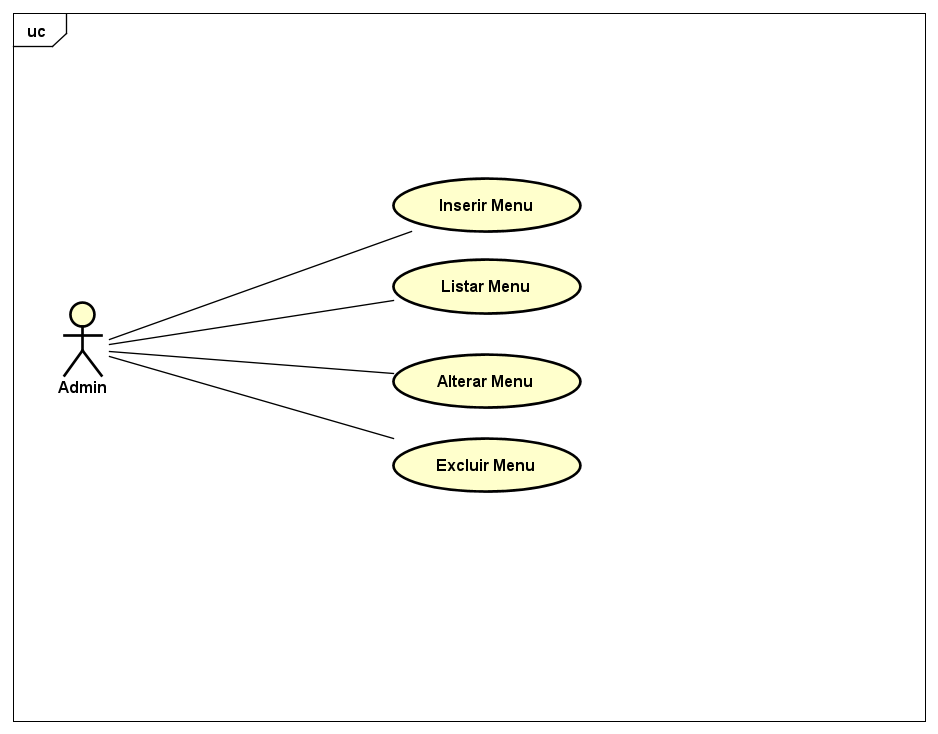 uc
Inserir Menu
Listar Menu
Admin
Alterar Menu
Excluir Menu